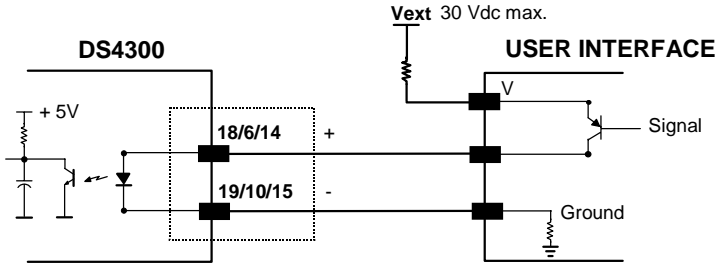 Vext 30 Vdc max.
DS4300
USER INTERFACE
V
+ 5V
18/6/14
+
Signal
19/10/15
-
Ground